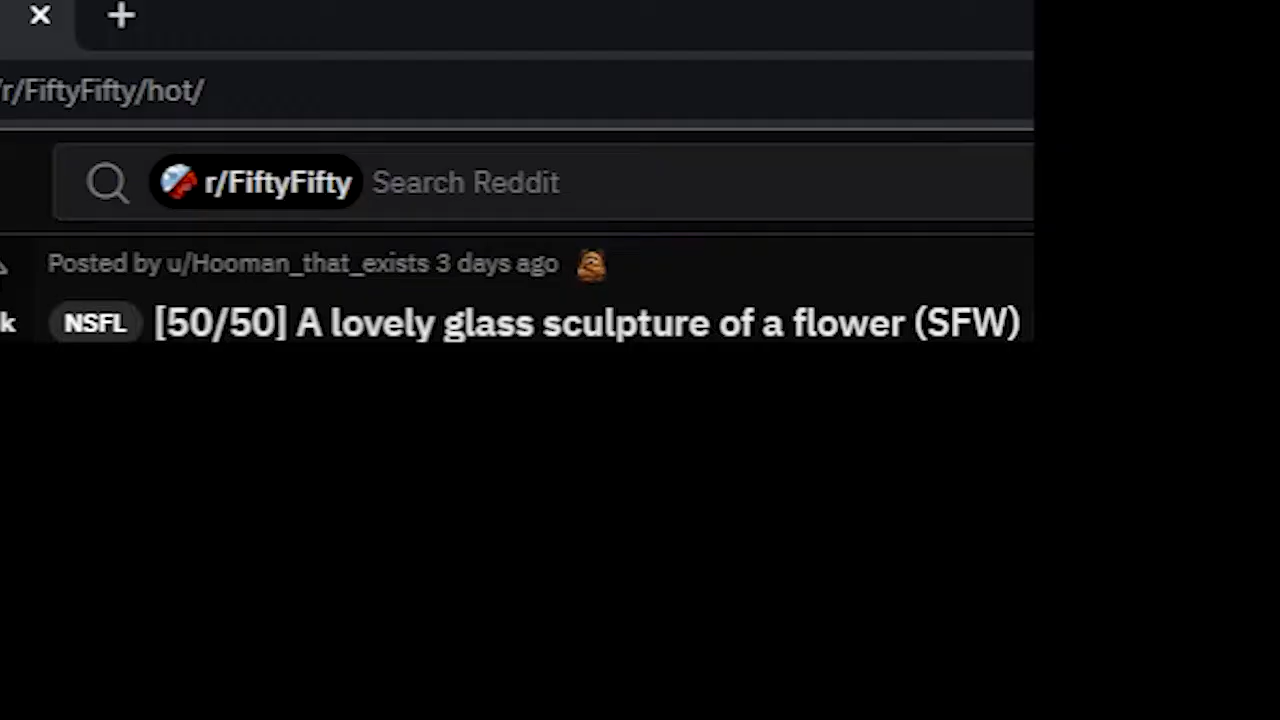 /r/FiftyFifty/hot/
r/FiftyFifty Search Reddit
Posted by u/Hooman_that_exists 3 days ago
k NSFL [50/50] A lovely glass sculpture of a flower (SFW)